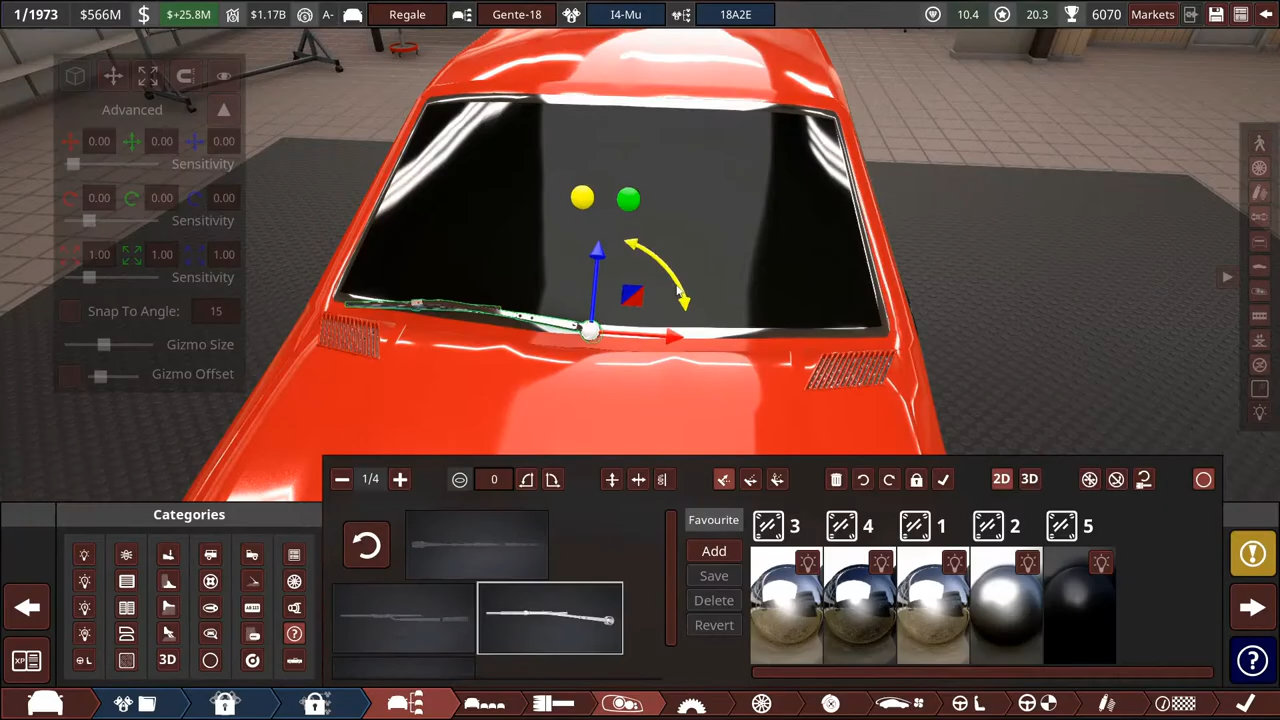 1/1973 $566M $+25.8M $1.17B A- Regale Gente-18 I4-Mu 18A2E 10.4 20.3 6070 Markets
Advanced
0.00 0.00 0.00
Sensitivity
0.00 0.00 0.00
Sensitivity
1.00 1.00 1.00
Sensitivity
Snap To Angle: 15
Gizmo Size
Gizmo Offset
1/4 0 2D 3D
Categories
Favourite 3 4 1 2 5
Add
Save
Delete
Revert
3D
L
XP